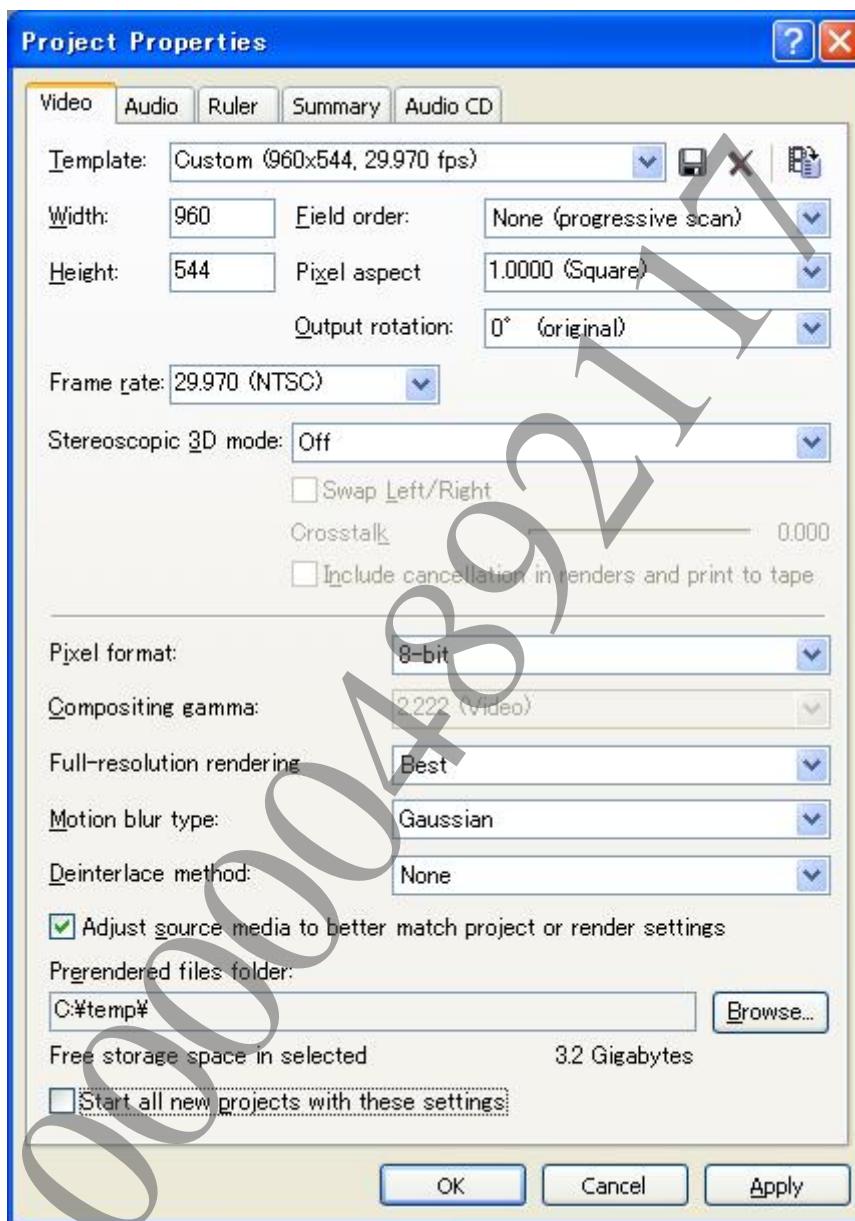 Project Properties
Video Audio Ruler Summary Audio CD
Template: Custom (960x544, 29.970 fps)
Width: 960 Field order: None (progressive scan)
Height: 544 Pixel aspect 1.0000 (Square)
Output rotation: 0° (original)
Frame rate: 29.970 (NTSC)
Stereoscopic 3D mode: Off
Swap Left/Right
Crosstalk 0.000
Include cancellation in renders and print to tape
Pixel format: 8-bit
Compositing gamma: 2.222 (Video)
Full-resolution rendering Best
Motion blur type: Gaussian
Deinterlace method: None
Adjust source media to better match project or render settings
Prerendered files folder:
C:¥temp¥ Browse...
Free storage space in selected 3.2 Gigabytes
Start all new projects with these settings
OK Cancel Apply